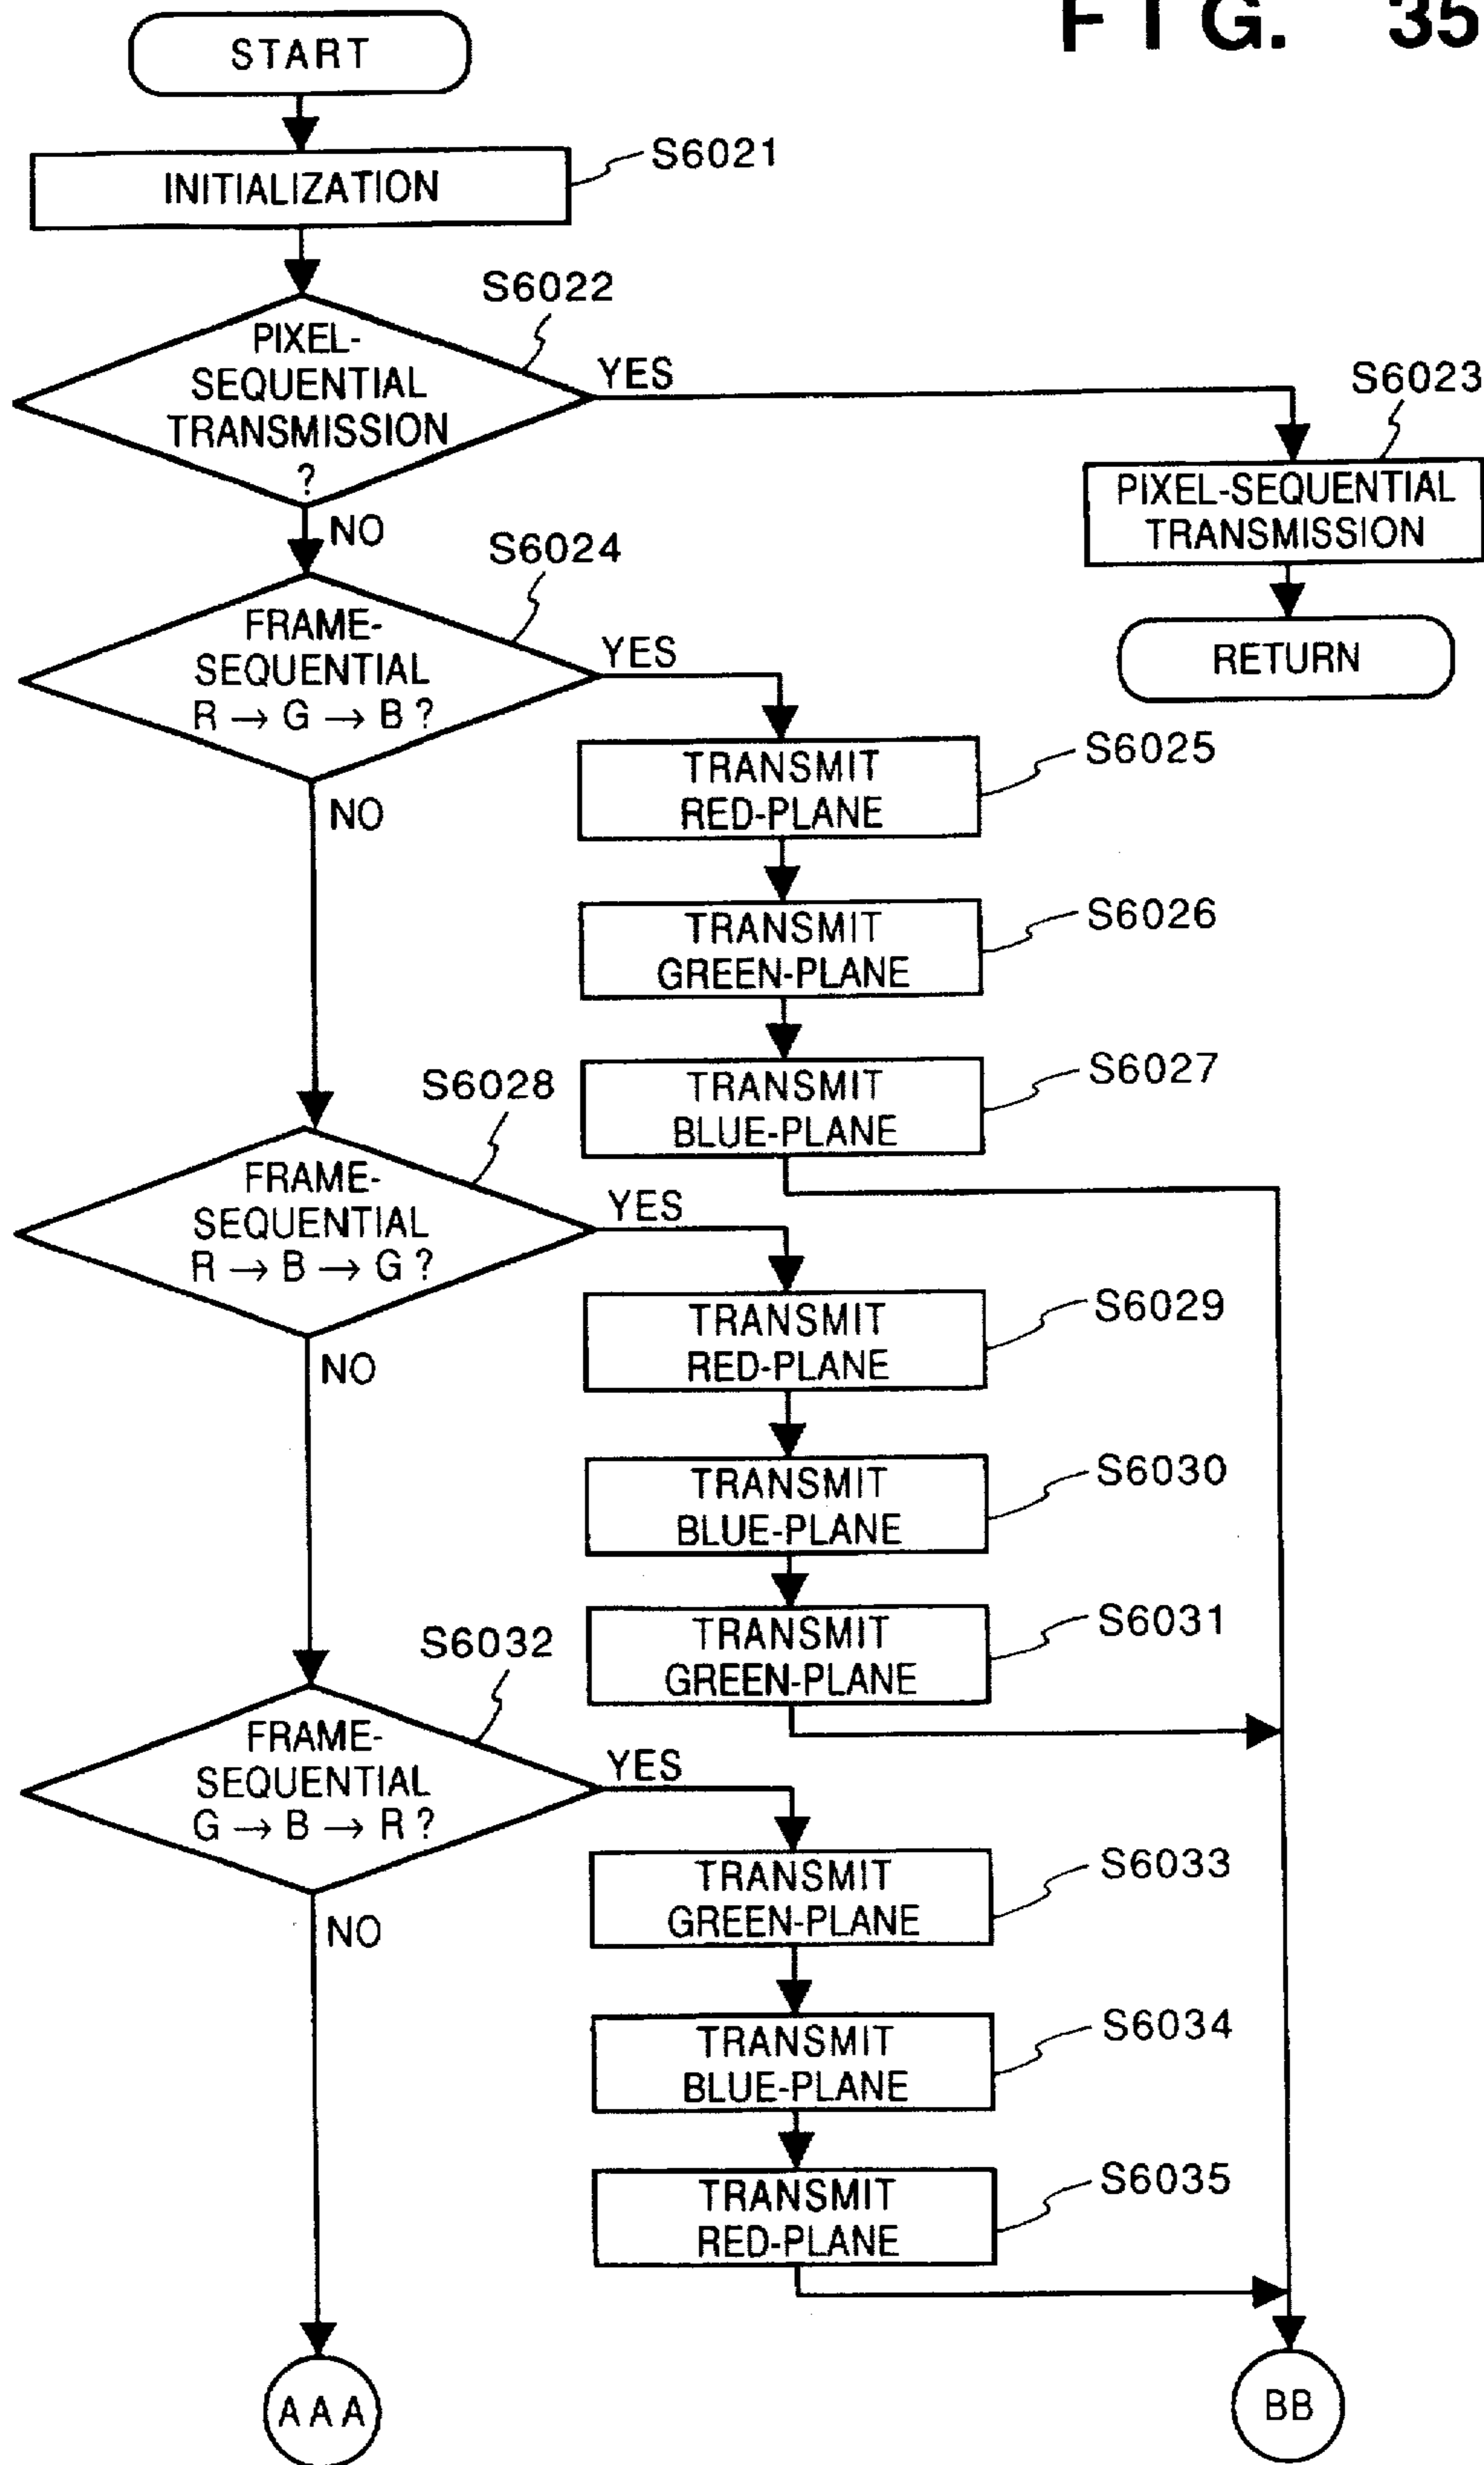 FIG. 35
START
INITIALIZATION
S6021
S6022
PIXEL-
SEQUENTIAL
TRANSMISSION
?
YES
NO
S6023
PIXEL-SEQUENTIAL
TRANSMISSION
RETURN
S6024
FRAME-
SEQUENTIAL
R → G → B ?
YES
NO
TRANSMIT
RED-PLANE
S6025
TRANSMIT
GREEN-PLANE
S6026
TRANSMIT
BLUE-PLANE
S6027
S6028
FRAME-
SEQUENTIAL
R → B → G ?
YES
NO
TRANSMIT
RED-PLANE
S6029
TRANSMIT
BLUE-PLANE
S6030
TRANSMIT
GREEN-PLANE
S6031
S6032
FRAME-
SEQUENTIAL
G → B → R ?
YES
NO
TRANSMIT
GREEN-PLANE
S6033
TRANSMIT
BLUE-PLANE
S6034
TRANSMIT
RED-PLANE
S6035
AAA
BB